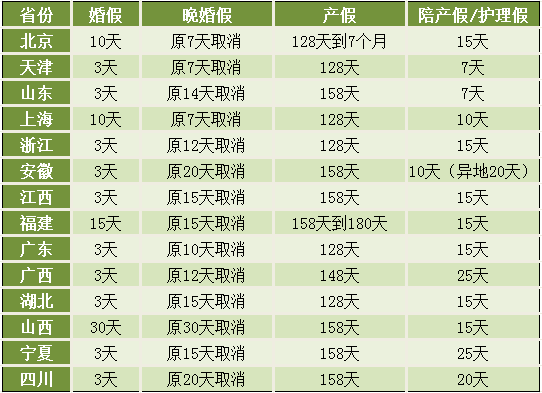 省份 婚假 晚婚假 产假 陪产假/护理假
北京 10天 原7天取消 128天到7个月 15天
天津 3天 原7天取消 128天 7天
山东 3天 原14天取消 158天 7天
上海 10天 原7天取消 128天 10天
浙江 3天 原12天取消 128天 15天
安徽 3天 原20天取消 158天 10天（异地20天）
江西 3天 原15天取消 158天 15天
福建 15天 原15天取消 158天到180天 15天
广东 3天 原10天取消 128天 15天
广西 3天 原12天取消 148天 25天
湖北 3天 原15天取消 128天 15天
山西 30天 原30天取消 158天 15天
宁夏 3天 原15天取消 158天 25天
四川 3天 原20天取消 158天 20天